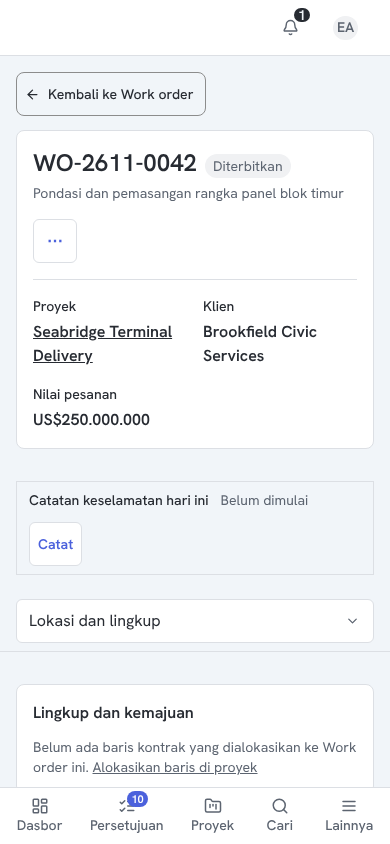 1
EA
Kembali ke Work order
WO-2611-0042 Diterbitkan
Pondasi dan pemasangan rangka panel blok timur
...
Proyek
Seabridge Terminal
Delivery
Klien
Brookfield Civic
Services
Nilai pesanan
US$250.000.000
Catatan keselamatan hari ini Belum dimulai
Catat
Lokasi dan lingkup
Lingkup dan kemajuan
Belum ada baris kontrak yang dialokasikan ke Work
order ini. Alokasikan baris di proyek
10
Dasbor Persetujuan Proyek Cari Lainnya